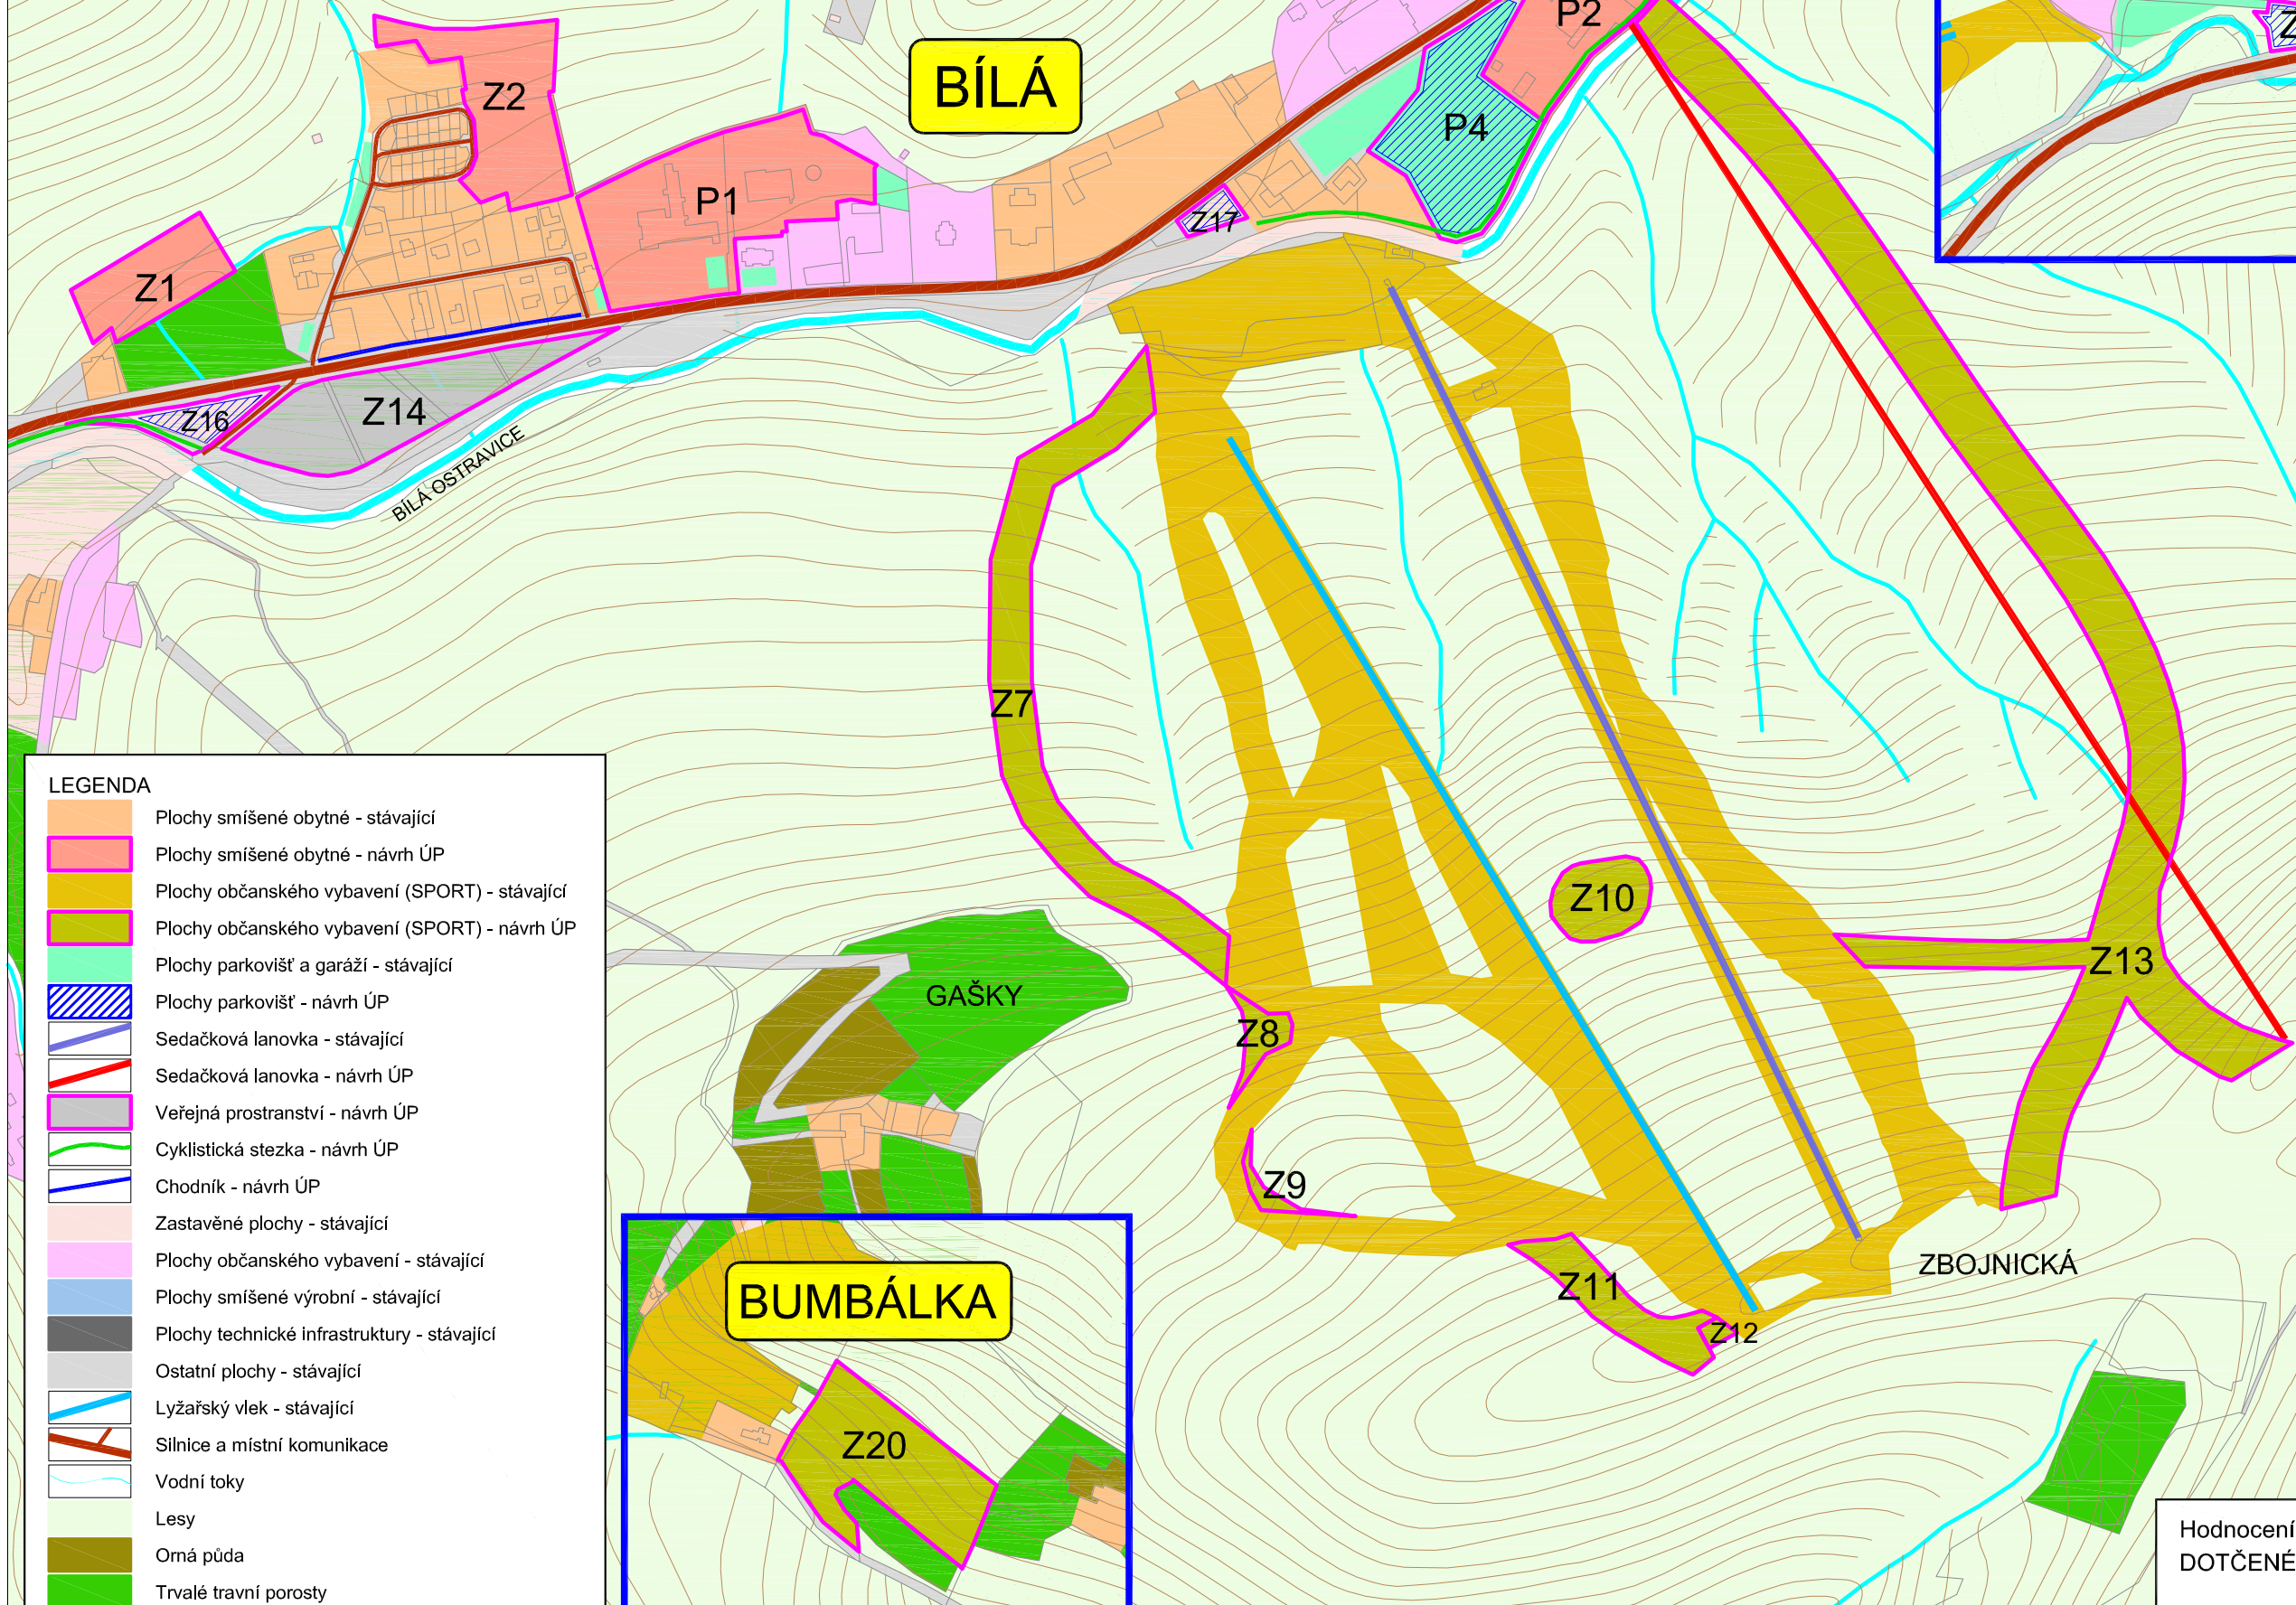 P2
Z2
BÍLÁ
P4
P1
Z17
Z1
Z16
Z14
BÍLÁ OSTRAVICE
Z7
Z10
Z13
GAŠKY
Z8
Z9
Z11
Z12
ZBOJNICKÁ
BUMBÁLKA
Z20
LEGENDA
Plochy smíšené obytné - stávající
Plochy smíšené obytné - návrh ÚP
Plochy občanského vybavení (SPORT) - stávající
Plochy občanského vybavení (SPORT) - návrh ÚP
Plochy parkovišť a garáží - stávající
Plochy parkovišť - návrh ÚP
Sedačková lanovka - stávající
Sedačková lanovka - návrh ÚP
Veřejná prostranství - návrh ÚP
Cyklistická stezka - návrh ÚP
Chodník - návrh ÚP
Zastavěné plochy - stávající
Plochy občanského vybavení - stávající
Plochy smíšené výrobní - stávající
Plochy technické infrastruktury - stávající
Ostatní plochy - stávající
Lyžařský vlek - stávající
Silnice a místní komunikace
Vodní toky
Lesy
Orná půda
Trvalé travní porosty
Hodnocení
DOTČENÉ